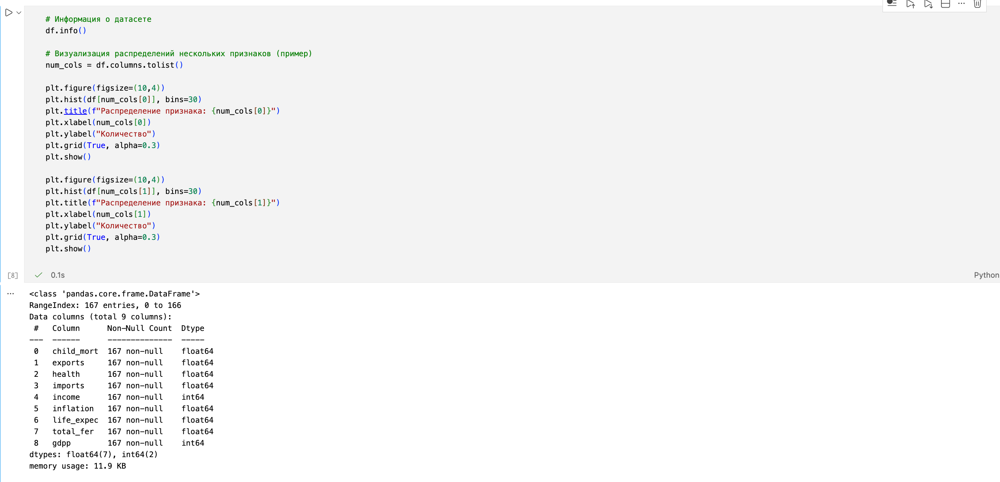 # Информация о датасете
df.info()
# Визуализация распределений нескольких признаков (пример)
num_cols = df.columns.tolist()
plt.figure(figsize=(10,4))
plt.hist(df[num_cols[0]], bins=30)
plt.title(f"Распределение признака: {num_cols[0]}")
plt.xlabel(num_cols[0])
plt.ylabel("Количество")
plt.grid(True, alpha=0.3)
plt.show()
plt.figure(figsize=(10,4))
plt.hist(df[num_cols[1]], bins=30)
plt.title(f"Распределение признака: {num_cols[1]}")
plt.xlabel(num_cols[1])
plt.ylabel("Количество")
plt.grid(True, alpha=0.3)
plt.show()
[8] 0.1s Python
<class 'pandas.core.frame.DataFrame'>
RangeIndex: 167 entries, 0 to 166
Data columns (total 9 columns):
 #   Column      Non-Null Count  Dtype
---  ------      --------------  -----
 0   child_mort  167 non-null    float64
 1   exports     167 non-null    float64
 2   health      167 non-null    float64
 3   imports     167 non-null    float64
 4   income      167 non-null    int64
 5   inflation   167 non-null    float64
 6   life_expec  167 non-null    float64
 7   total_fer   167 non-null    float64
 8   gdpp        167 non-null    int64
dtypes: float64(7), int64(2)
memory usage: 11.9 KB